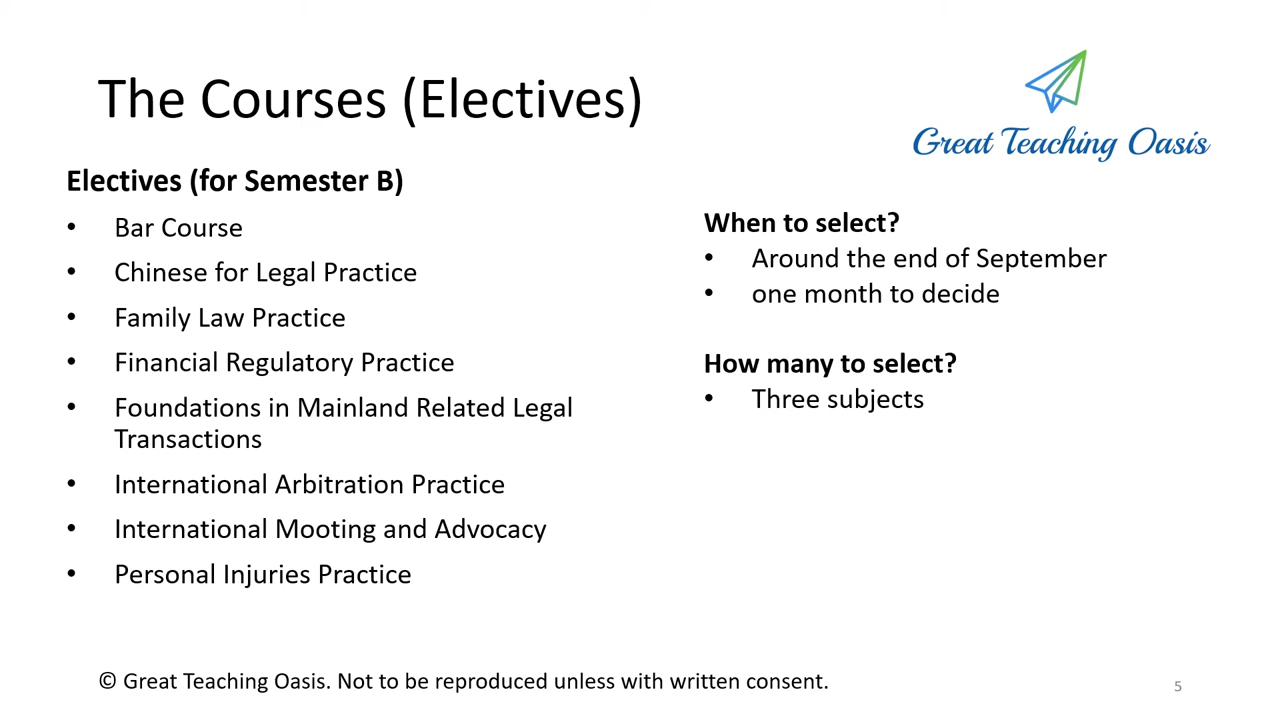 The Courses (Electives)
Great Teaching Oasis
Electives (for Semester B)
• Bar Course
• Chinese for Legal Practice
• Family Law Practice
• Financial Regulatory Practice
• Foundations in Mainland Related Legal
Transactions
• International Arbitration Practice
• International Mooting and Advocacy
• Personal Injuries Practice
When to select?
• Around the end of September
• one month to decide
How many to select?
• Three subjects
© Great Teaching Oasis. Not to be reproduced unless with written consent.
5